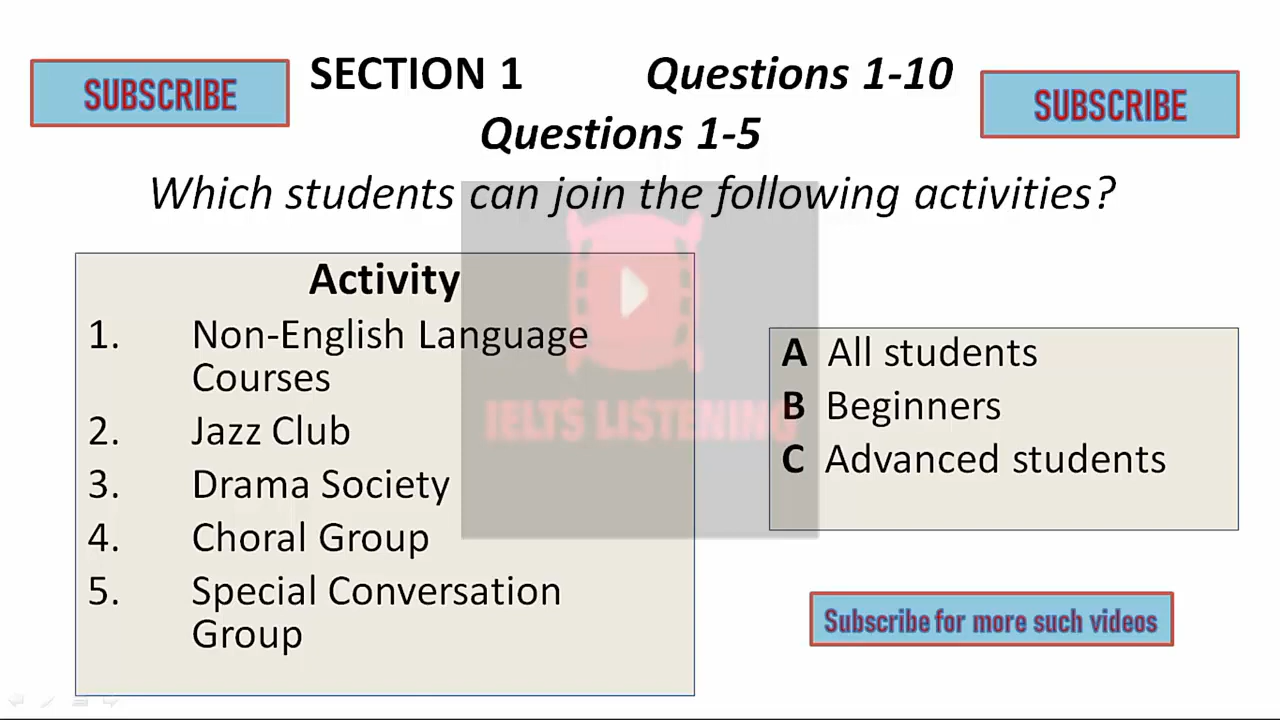 SUBSCRIBE
SECTION 1 Questions 1-10
SUBSCRIBE
Questions 1-5
Which students can join the following activities?
Activity
1. Non-English Language
Courses
2. Jazz Club
3. Drama Society
4. Choral Group
5. Special Conversation
Group
IELTS LISTENING
A All students
B Beginners
C Advanced students
Subscribe for more such videos